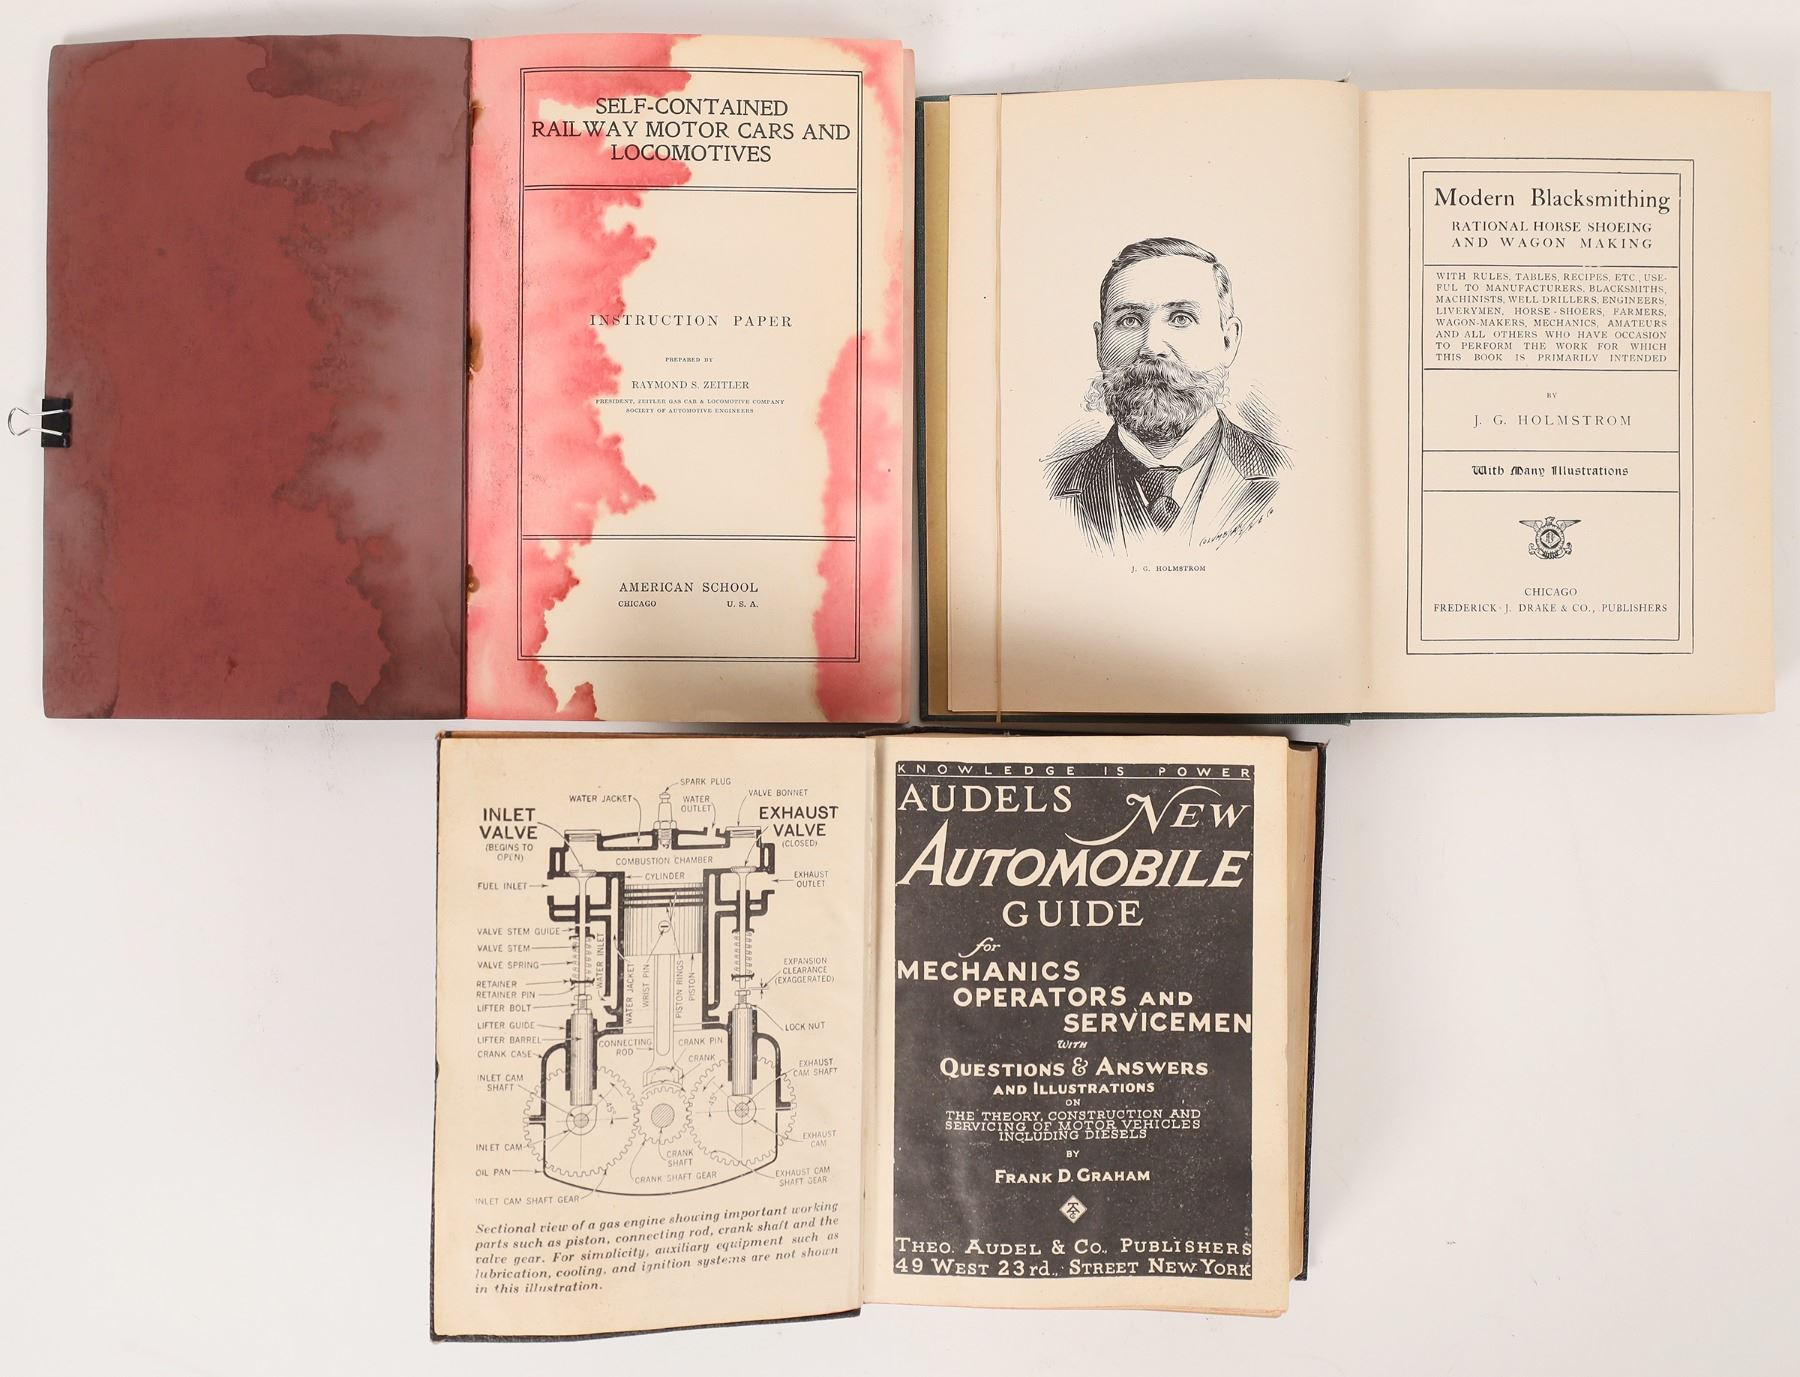 SELF-CONTAINED
RAILWAY MOTOR CARS AND
LOCOMOTIVES
INSTRUCTION PAPER
PREPARED BY
RAYMOND S. ZEITLER
PRESIDENT, ZEITLER GAS CAR & LOCOMOTIVE COMPANY
SOCIETY OF AUTOMOTIVE ENGINEERS
AMERICAN SCHOOL
CHICAGO U. S. A.
J. G. HOLMSTROM
Modern Blacksmithing
RATIONAL HORSE SHOEING
AND WAGON MAKING
WITH RULES, TABLES, RECIPES, ETC., USE-
FUL TO MANUFACTURERS, BLACKSMITHS,
MACHINISTS, WELL-DRILLERS, ENGINEERS,
LIVERYMEN, HORSE-SHOERS, FARMERS,
WAGON-MAKERS, MECHANICS, AMATEURS
AND ALL OTHERS WHO HAVE OCCASION
TO PERFORM THE WORK FOR WHICH
THIS BOOK IS PRIMARILY INTENDED
BY
J. G. HOLMSTROM
With Many Illustrations
CHICAGO
FREDERICK J. DRAKE & CO., PUBLISHERS
SPARK PLUG
WATER JACKET
WATER
OUTLET
VALVE BONNET
INLET
VALVE
(BEGINS TO
OPEN)
EXHAUST
VALVE
(CLOSED)
COMBUSTION CHAMBER
CYLINDER
FUEL INLET
EXHAUST
OUTLET
VALVE STEM GUIDE
VALVE STEM
VALVE SPRING
RETAINER
RETAINER PIN
LIFTER BOLT
LIFTER GUIDE
LIFTER BARREL
CRANK CASE
WATER INLET
WATER JACKET
WRIST PIN
PISTON RINGS
PISTON
EXPANSION
CLEARANCE
(EXAGGERATED)
LOCK NUT
CONNECTING
ROD
CRANK PIN
CRANK
INLET CAM
SHAFT
EXHAUST
CAM SHAFT
45°
45°
INLET CAM
EXHAUST
CAM
OIL PAN
CRANK
SHAFT
CRANK SHAFT GEAR
EXHAUST CAM
SHAFT GEAR
INLET CAM SHAFT GEAR
Sectional view of a gas engine showing important working
parts such as piston, connecting rod, crank shaft and the
valve gear. For simplicity, auxiliary equipment such as
lubrication, cooling, and ignition systems are not shown
in this illustration.
KNOWLEDGE IS POWER
AUDELS NEW
AUTOMOBILE
GUIDE
for
MECHANICS
OPERATORS AND
SERVICEMEN
WITH
QUESTIONS & ANSWERS
AND ILLUSTRATIONS
ON
THE THEORY, CONSTRUCTION AND
SERVICING OF MOTOR VEHICLES
INCLUDING DIESELS
BY
FRANK D. GRAHAM
THEO. AUDEL & CO., PUBLISHERS
49 WEST 23rd., STREET NEW YORK